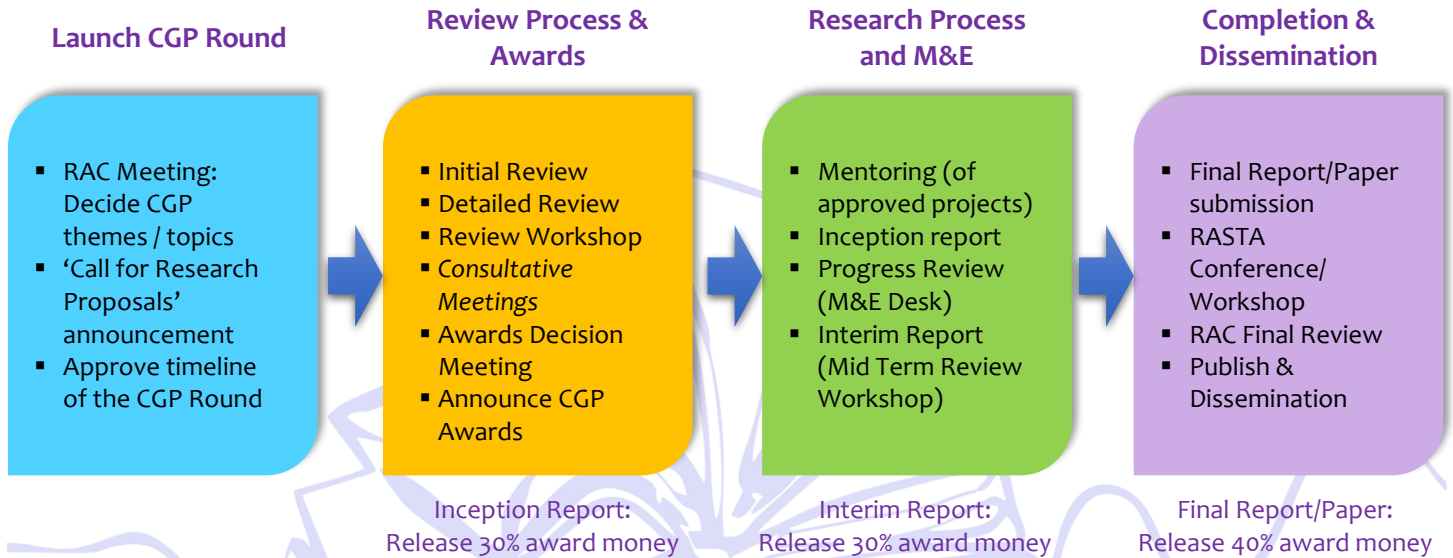 Launch CGP Round
Review Process &
Awards
Research Process
and M&E
Completion &
Dissemination
▪ RAC Meeting:
Decide CGP
themes / topics
▪ ‘Call for Research
Proposals’
announcement
▪ Approve timeline
of the CGP Round
▪ Initial Review
▪ Detailed Review
▪ Review Workshop
▪ Consultative
Meetings
▪ Awards Decision
Meeting
▪ Announce CGP
Awards
▪ Mentoring (of
approved projects)
▪ Inception report
▪ Progress Review
(M&E Desk)
▪ Interim Report
(Mid Term Review
Workshop)
▪ Final Report/Paper
submission
▪ RASTA
Conference/
Workshop
▪ RAC Final Review
▪ Publish &
Dissemination
Inception Report:
Release 30% award money
Interim Report:
Release 30% award money
Final Report/Paper:
Release 40% award money